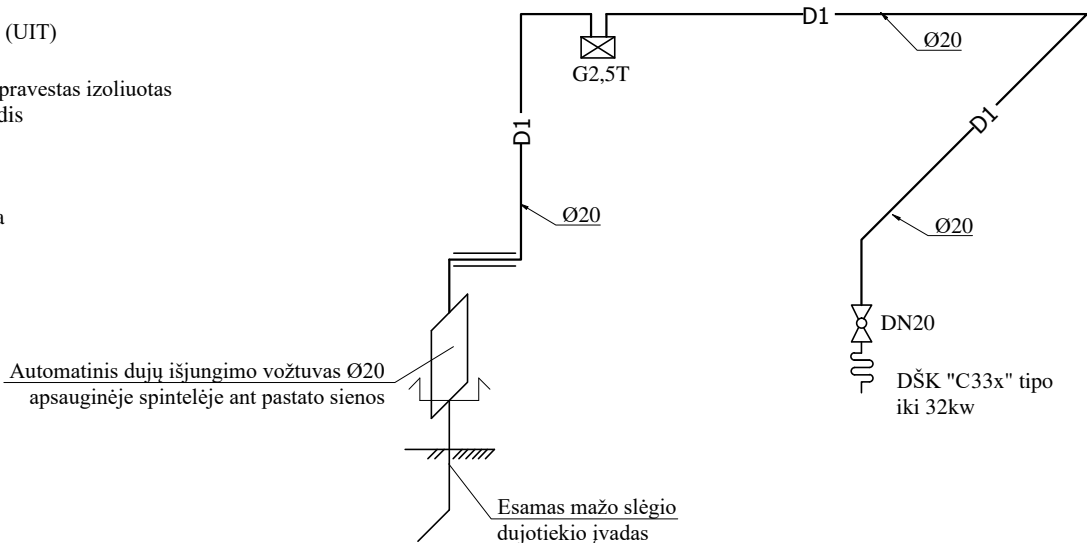 (UIT)
pravestas izoliuotas
dis
a
D1
G2,5T
D1
Ø20
D1
Ø20
Ø20
DN20
DŠK "C33x" tipo
iki 32kw
Automatinis dujų išjungimo vožtuvas Ø20
apsauginėje spintelėje ant pastato sienos
Esamas mažo slėgio
dujotiekio įvadas